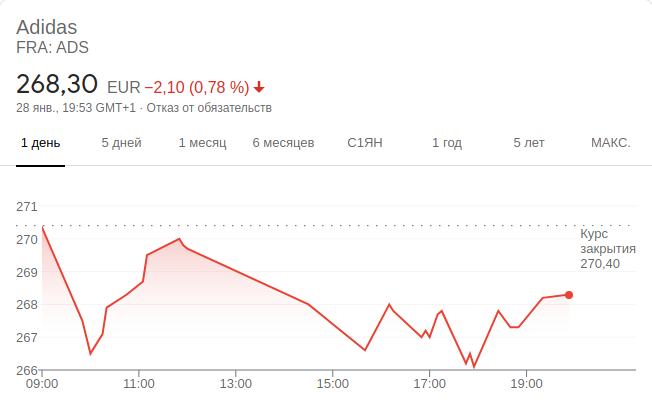 Adidas
FRA: ADS
268,30 EUR −2,10 (0,78 %)
28 янв., 19:53 GMT+1 · Отказ от обязательств
1 день 5 дней 1 месяц 6 месяцев С1ЯН 1 год 5 лет МАКС.
271
270
269
268
267
266
Курс
закрытия
270,40
09:00 11:00 13:00 15:00 17:00 19:00